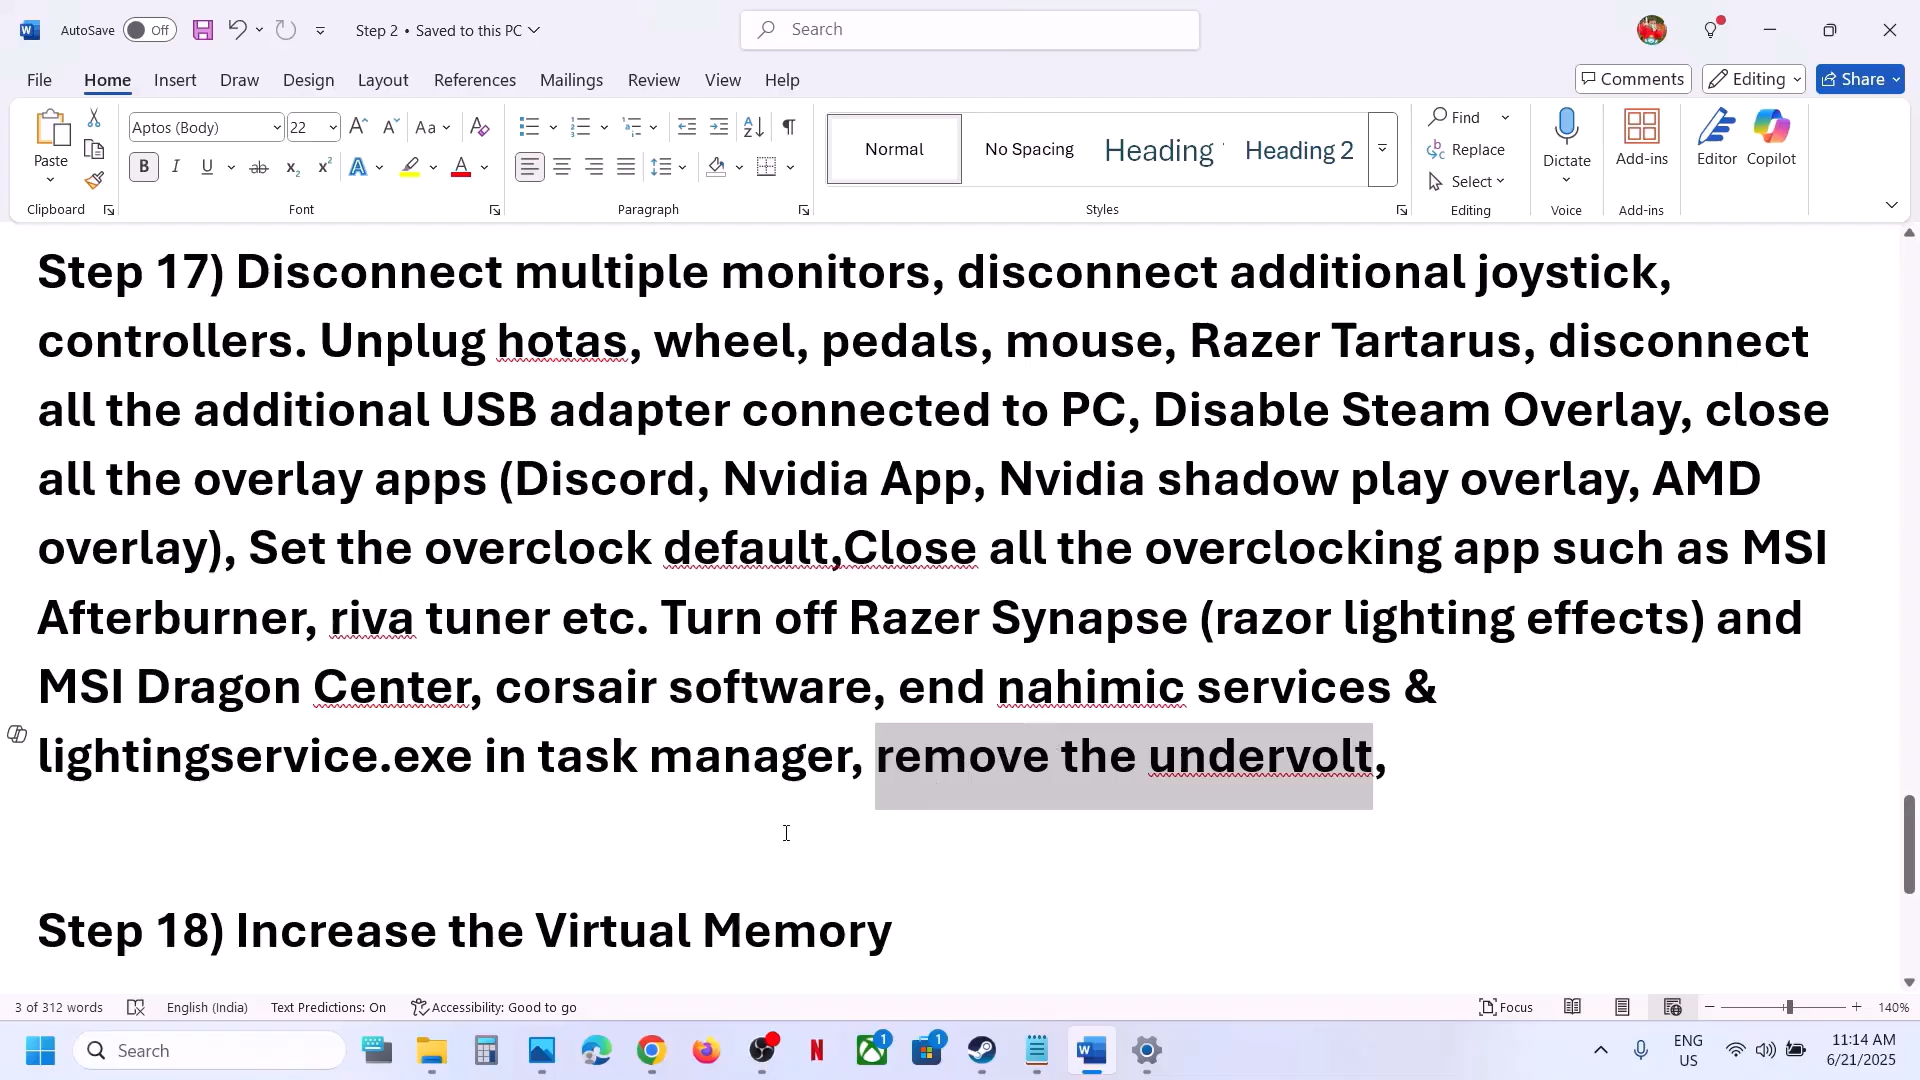 AutoSave Off Step 2 • Saved to this PC Search
File Home Insert Draw Design Layout References Mailings Review View Help Comments Editing Share
Paste Aptos (Body) 22 Aa Normal No Spacing Heading Heading 2 Find Replace Select Dictate Add-ins Editor Copilot
Clipboard Font Paragraph Styles Editing Voice Add-ins
Step 17) Disconnect multiple monitors, disconnect additional joystick,
controllers. Unplug hotas, wheel, pedals, mouse, Razer Tartarus, disconnect
all the additional USB adapter connected to PC, Disable Steam Overlay, close
all the overlay apps (Discord, Nvidia App, Nvidia shadow play overlay, AMD
overlay), Set the overclock default,Close all the overclocking app such as MSI
Afterburner, riva tuner etc. Turn off Razer Synapse (razor lighting effects) and
MSI Dragon Center, corsair software, end nahimic services &
lightingservice.exe in task manager, remove the undervolt,
Step 18) Increase the Virtual Memory
3 of 312 words English (India) Text Predictions: On Accessibility: Good to go Focus 140%
Search 1 1 ENG 11:14 AM
US 6/21/2025